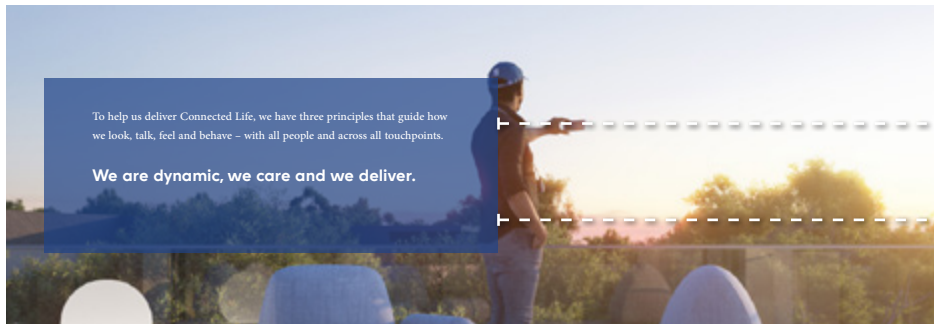 To help us deliver Connected Life, we have three principles that guide how
we look, talk, feel and behave – with all people and across all touchpoints.
We are dynamic, we care and we deliver.